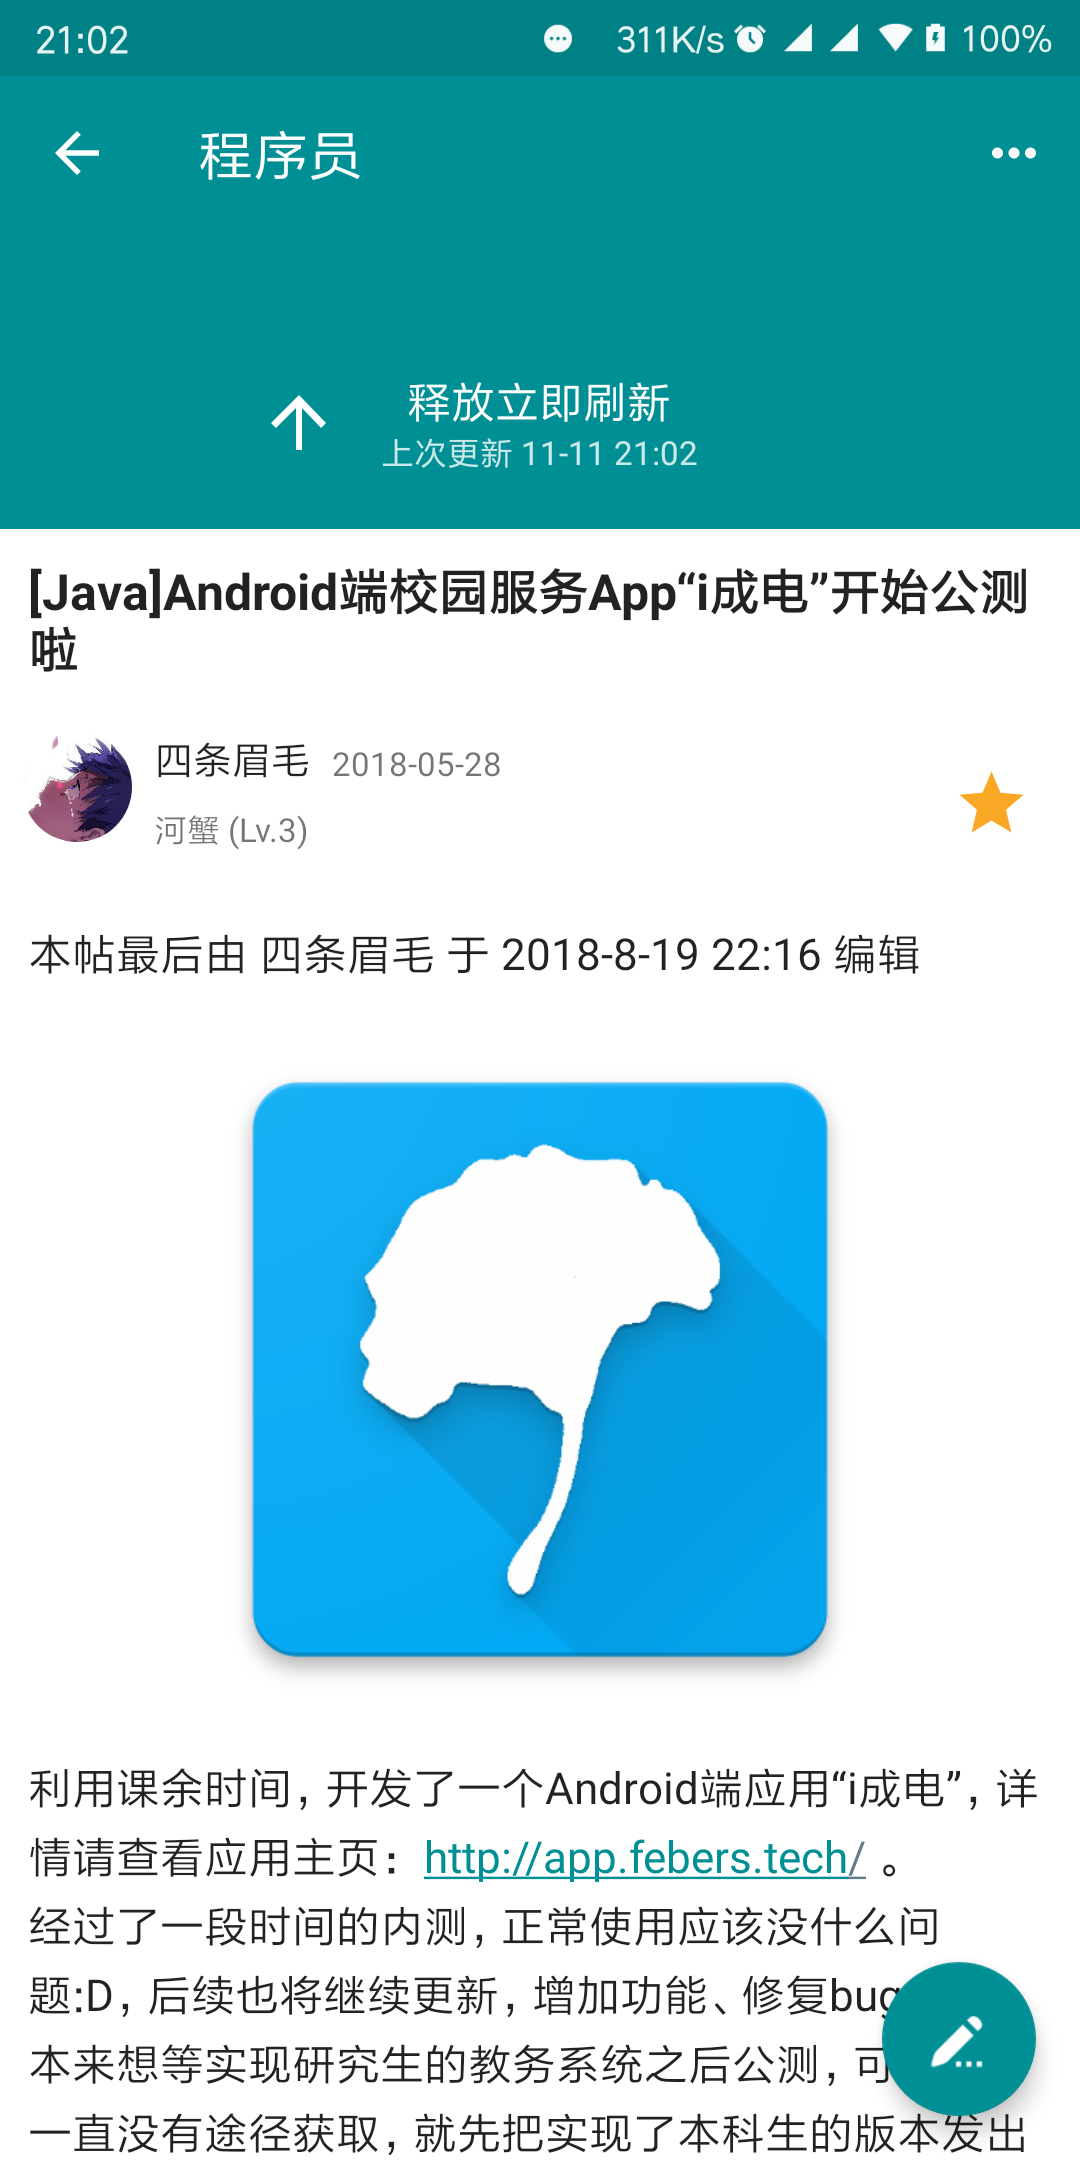 21:02 311K/s 100%
程序员
释放立即刷新
上次更新 11-11 21:02
[Java]Android端校园服务App“i成电”开始公测
啦
四条眉毛 2018-05-28
河蟹 (Lv.3)
本帖最后由 四条眉毛 于 2018-8-19 22:16 编辑
利用课余时间，开发了一个Android端应用“i成电”，详
情请查看应用主页：http://app.febers.tech/ 。
经过了一段时间的内测，正常使用应该没什么问
题:D，后续也将继续更新，增加功能、修复bug
本来想等实现研究生的教务系统之后公测，可
一直没有途径获取，就先把实现了本科生的版本发出